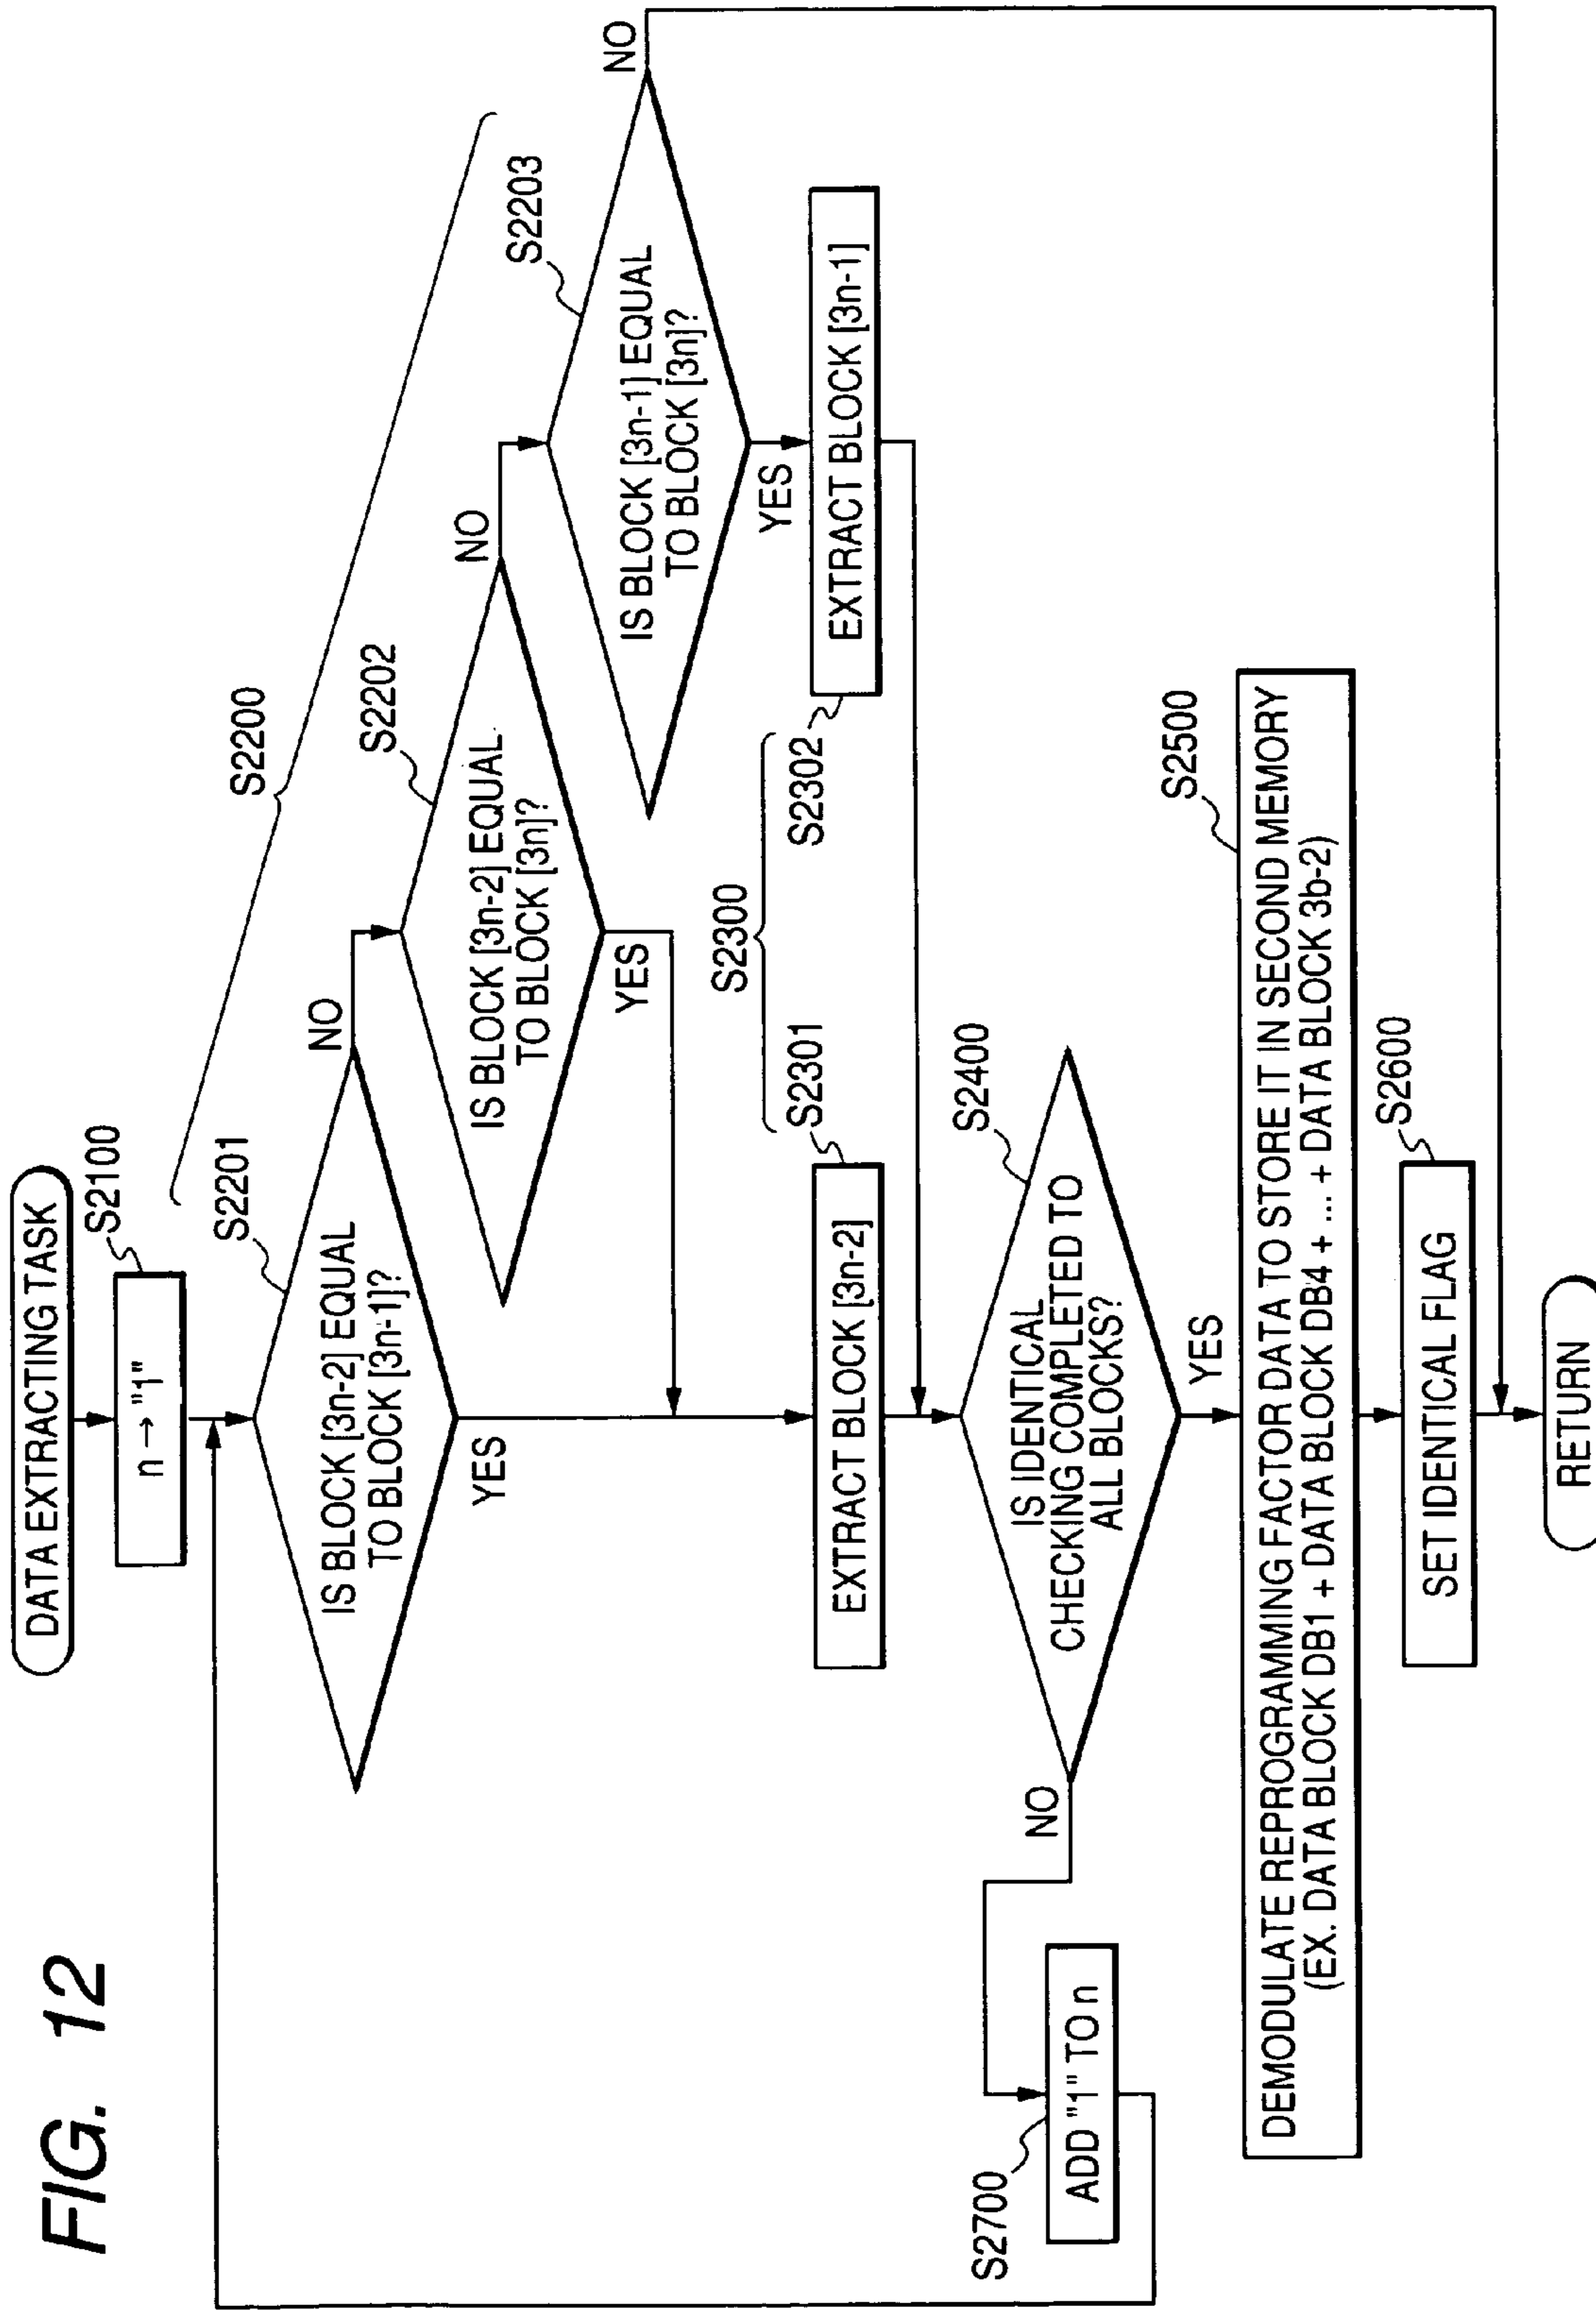 FIG. 12
DATA EXTRACTING TASK
S2100
n→"1"
S2200
S2201
IS BLOCK [3n-2] EQUAL
TO BLOCK [3n-1]?
NO
YES
S2202
IS BLOCK [3n-2] EQUAL
TO BLOCK [3n]?
NO
YES
S2203
IS BLOCK [3n-1] EQUAL
TO BLOCK [3n]?
NO
YES
S2300
S2301
EXTRACT BLOCK [3n-2]
S2302
EXTRACT BLOCK [3n-1]
S2400
IS IDENTICAL
CHECKING COMPLETED TO
ALL BLOCKS?
NO
YES
S2700
ADD "1" TO n
S2500
DEMODULATE REPROGRAMMING FACTOR DATA TO STORE IT IN SECOND MEMORY
(EX. DATA BLOCK DB1 + DATA BLOCK DB4 + ... + DATA BLOCK 3b-2)
S2600
SET IDENTICAL FLAG
RETURN